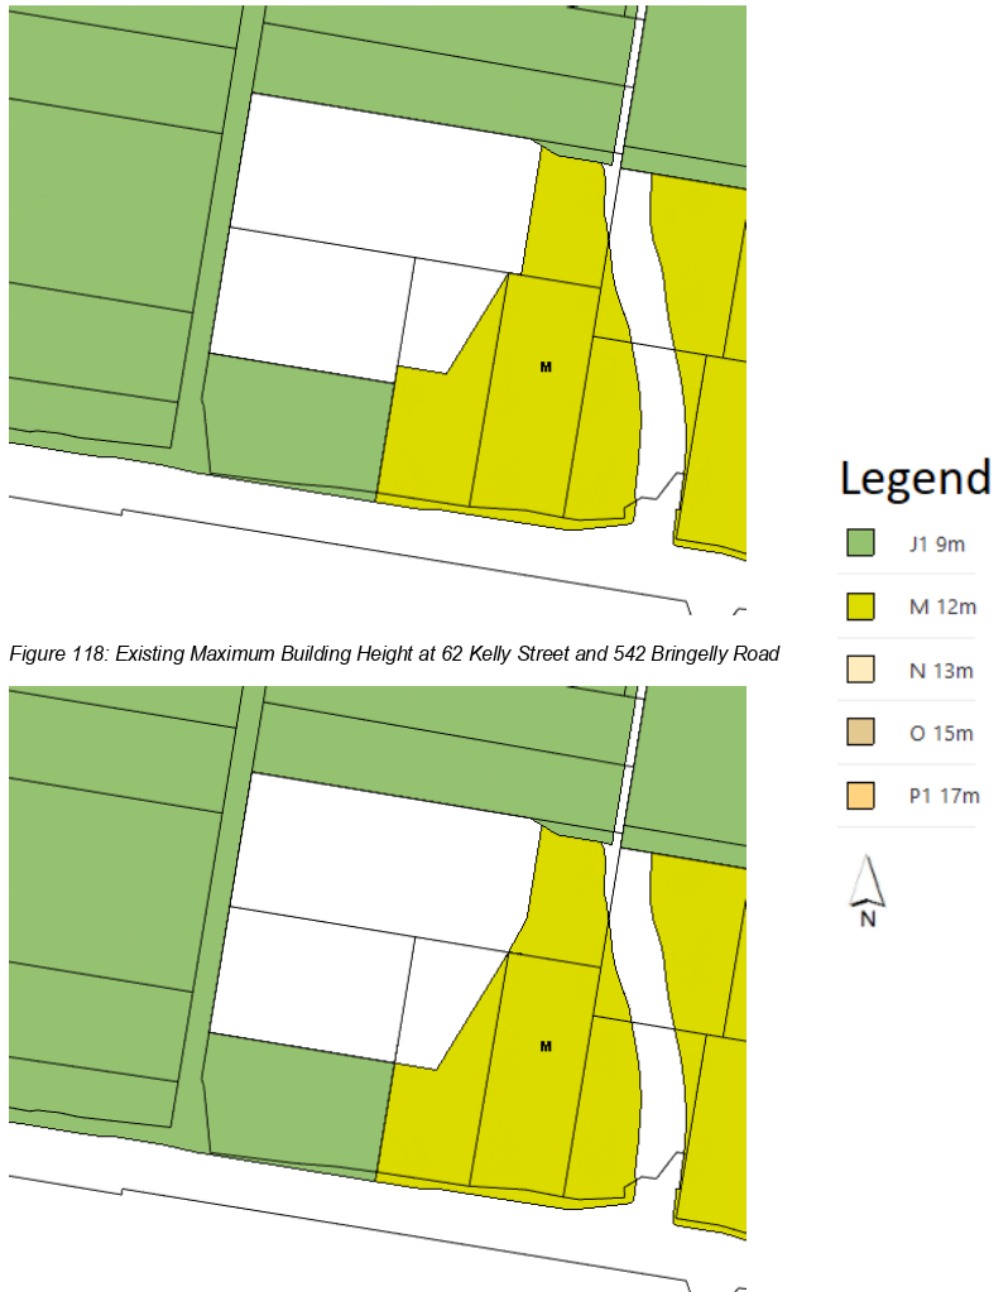 M
Legend
J1 9m
M 12m
Figure 118: Existing Maximum Building Height at 62 Kelly Street and 542 Bringelly Road
N 13m
O 15m
P1 17m
N
M